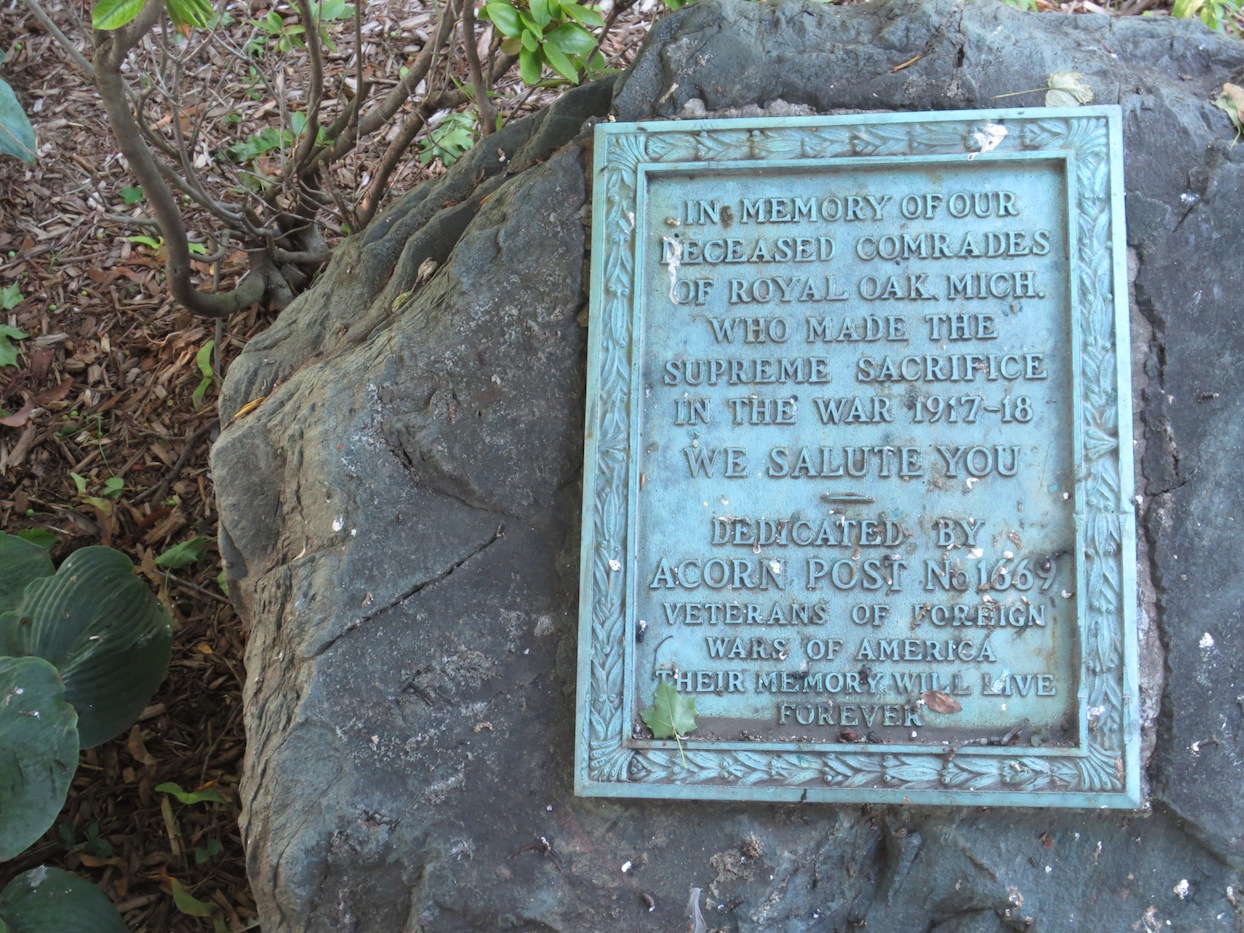 IN MEMORY OF OUR
DECEASED COMRADES
OF ROYAL OAK, MICH.
WHO MADE THE
SUPREME SACRIFICE
IN THE WAR 1917-18
WE SALUTE YOU
DEDICATED BY
ACORN POST No. 1669
VETERANS OF FOREIGN
WARS OF AMERICA
THEIR MEMORY WILL LIVE
FOREVER